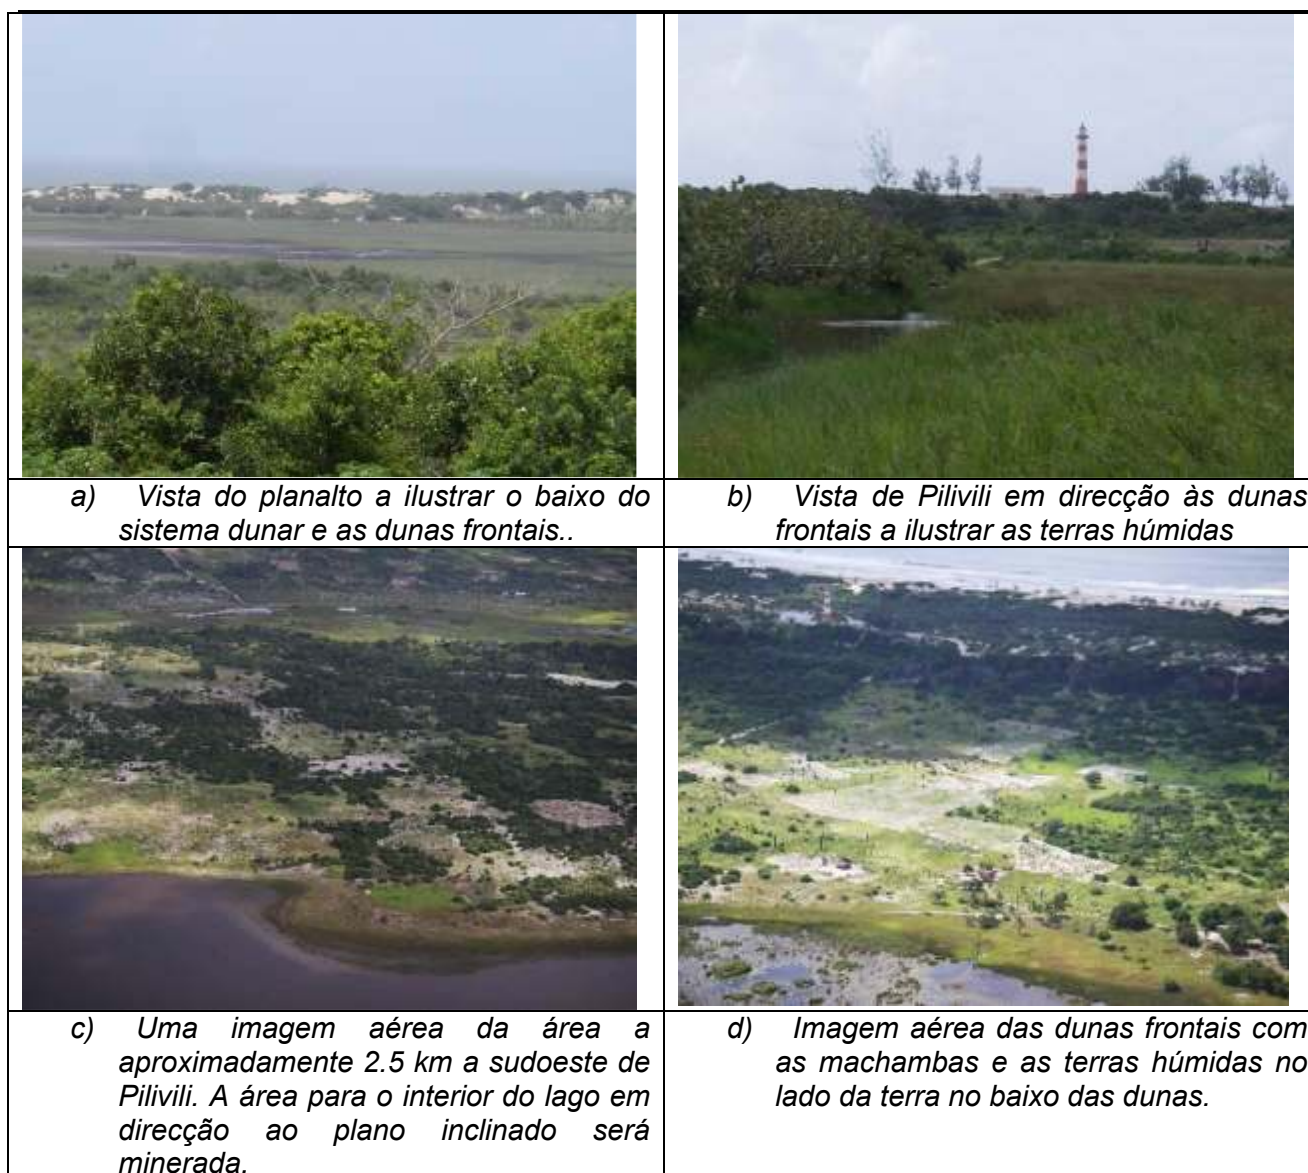 a) Vista do planalto a ilustrar o baixo do
sistema dunar e as dunas frontais..
b) Vista de Pilivili em direcção às dunas
frontais a ilustrar as terras húmidas
c) Uma imagem aérea da área a
aproximadamente 2.5 km a sudoeste de
Pilivili. A área para o interior do lago em
direcção ao plano inclinado será
minerada.
d) Imagem aérea das dunas frontais com
as machambas e as terras húmidas no
lado da terra no baixo das dunas.